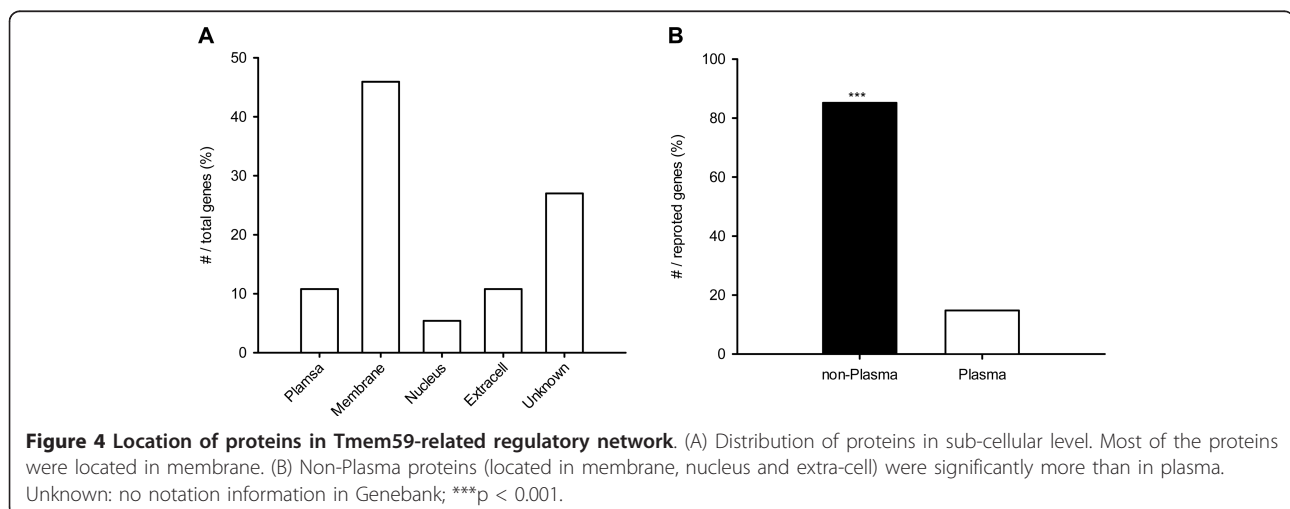 A
# / total genes (%)
50
40
30
20
10
0
Plamsa
Membrane
Nucleus
Extracell
Unknown
B
# / reproted genes (%)
100
80
60
40
20
0
***
non-Plasma
Plasma
Figure 4 Location of proteins in Tmem59-related regulatory network. (A) Distribution of proteins in sub-cellular level. Most of the proteins
were located in membrane. (B) Non-Plasma proteins (located in membrane, nucleus and extra-cell) were significantly more than in plasma.
Unknown: no notation information in Genebank; ***p < 0.001.